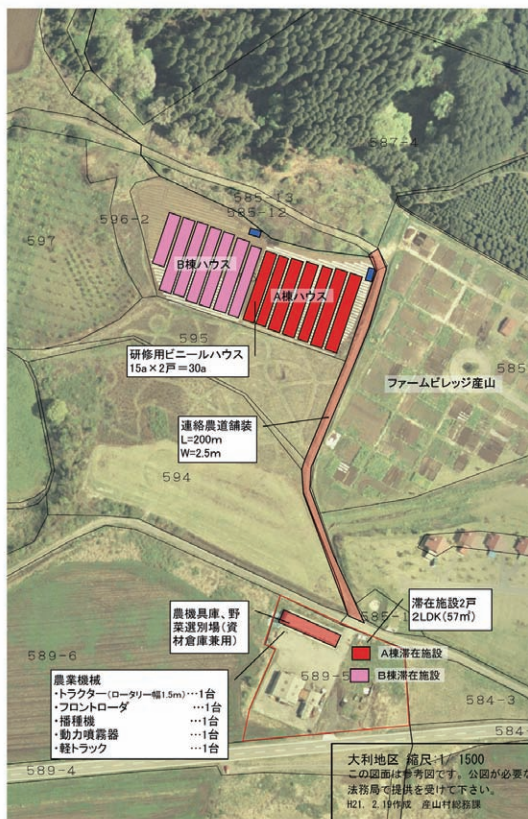 587-4
585-13
585-12
596-2
597
B棟ハウス
A棟ハウス
595
研修用ビニールハウス
15a×2戸=30a
585
ファームビレッジ産山
連絡農道舗装
L=200m
W=2.5m
594
農機具庫、野
菜選別場(資
材倉庫兼用)
585-1
滞在施設2戸
2LDK(57㎡)
A棟滞在施設
B棟滞在施設
589-6
589-5
農業機械
・トラクター(ロータリー幅1.5m)…1台
・フロントローダ …1台
・播種機 …1台
・動力噴霧器 …1台
・軽トラック …1台
584-3
584-
589-4
大利地区 縮尺:1/1500
この図面は参考図です。公図が必要な
法務局で提供を受けて下さい。
H21. 2.19作成 産山村総務課